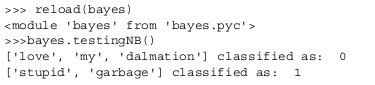 >>> reload(bayes)
<module 'bayes' from 'bayes.pyc'>
>>>bayes.testingNB()
['love', 'my', 'dalmation'] classified as:  0
['stupid', 'garbage'] classified as:  1